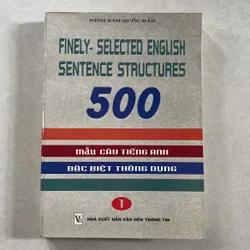 ĐINH KIM QUỐC BẢO
FINELY- SELECTED ENGLISH
SENTENCE STRUCTURES
500
MẪU CÂU TIẾNG ANH
ĐẶC BIỆT THÔNG DỤNG
1
NHÀ XUẤT BẢN VĂN HÓA THÔNG TIN